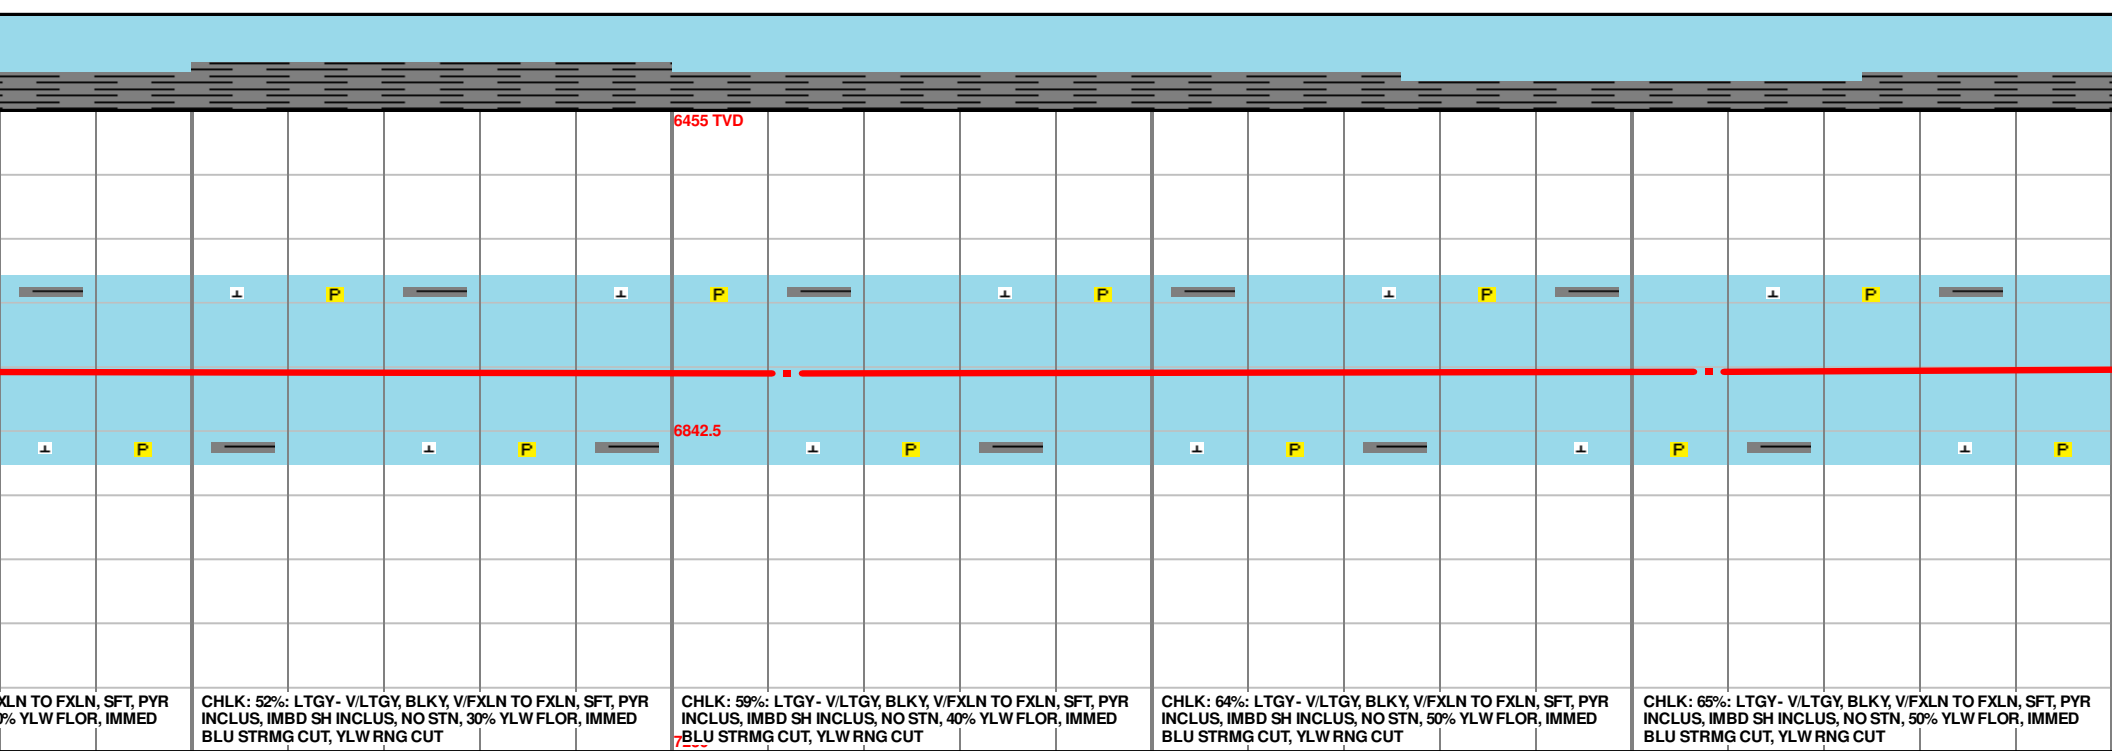 6455 TVD
P P P P P
6842.5
P P P P P P
XLN TO FXLN, SFT, PYR
% YLW FLOR, IMMED
CHLK: 52%: LTGY- V/LTGY, BLKY, V/FXLN TO FXLN, SFT, PYR
INCLUS, IMBD SH INCLUS, NO STN, 30% YLW FLOR, IMMED
BLU STRMG CUT, YLW RNG CUT
CHLK: 59%: LTGY- V/LTGY, BLKY, V/FXLN TO FXLN, SFT, PYR
INCLUS, IMBD SH INCLUS, NO STN, 40% YLW FLOR, IMMED
BLU STRMG CUT, YLW RNG CUT
CHLK: 64%: LTGY- V/LTGY, BLKY, V/FXLN TO FXLN, SFT, PYR
INCLUS, IMBD SH INCLUS, NO STN, 50% YLW FLOR, IMMED
BLU STRMG CUT, YLW RNG CUT
CHLK: 65%: LTGY- V/LTGY, BLKY, V/FXLN TO FXLN, SFT, PYR
INCLUS, IMBD SH INCLUS, NO STN, 50% YLW FLOR, IMMED
BLU STRMG CUT, YLW RNG CUT